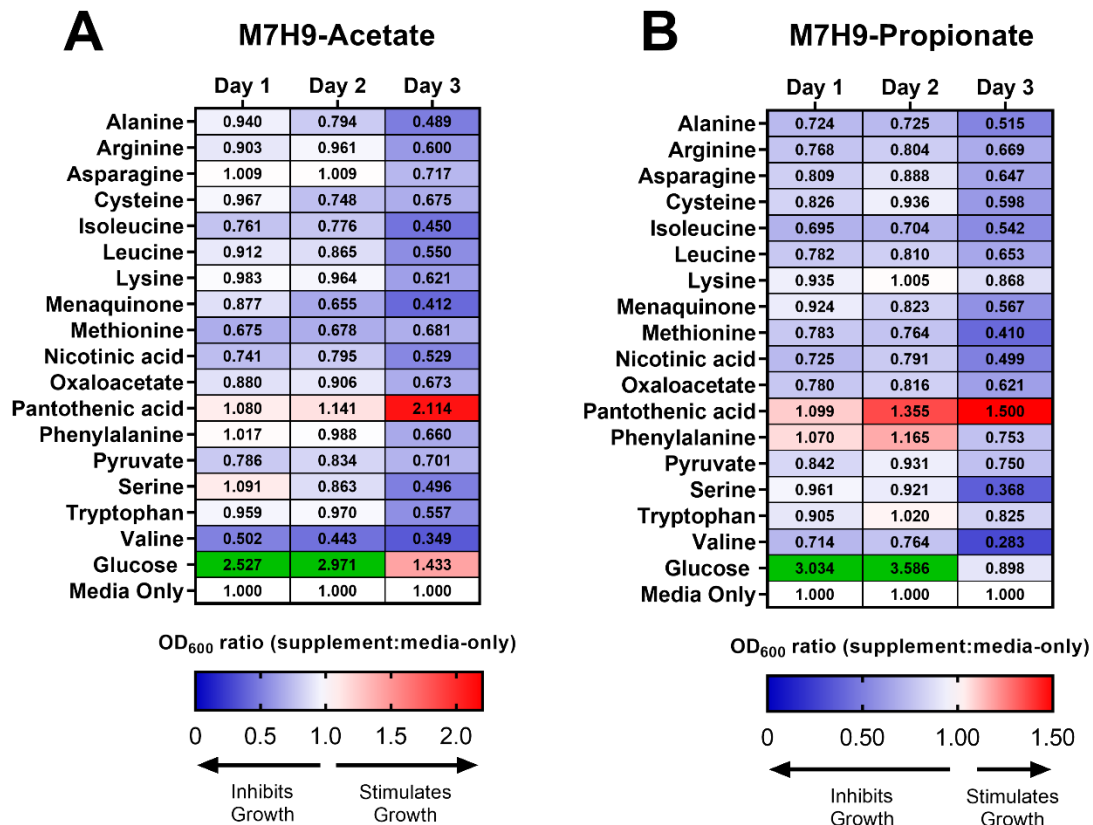 A M7H9-Acetate
Day 1 Day 2 Day 3
Alanine 0.940 0.794 0.489
Arginine 0.903 0.961 0.600
Asparagine 1.009 1.009 0.717
Cysteine 0.967 0.748 0.675
Isoleucine 0.761 0.776 0.450
Leucine 0.912 0.865 0.550
Lysine 0.983 0.964 0.621
Menaquinone 0.877 0.655 0.412
Methionine 0.675 0.678 0.681
Nicotinic acid 0.741 0.795 0.529
Oxaloacetate 0.880 0.906 0.673
Pantothenic acid 1.080 1.141 2.114
Phenylalanine 1.017 0.988 0.660
Pyruvate 0.786 0.834 0.701
Serine 1.091 0.863 0.496
Tryptophan 0.959 0.970 0.557
Valine 0.502 0.443 0.349
Glucose 2.527 2.971 1.433
Media Only 1.000 1.000 1.000
OD600 ratio (supplement:media-only)
0 0.5 1.0 1.5 2.0
Inhibits Stimulates
Growth Growth
B M7H9-Propionate
Day 1 Day 2 Day 3
Alanine 0.724 0.725 0.515
Arginine 0.768 0.804 0.669
Asparagine 0.809 0.888 0.647
Cysteine 0.826 0.936 0.598
Isoleucine 0.695 0.704 0.542
Leucine 0.782 0.810 0.653
Lysine 0.935 1.005 0.868
Menaquinone 0.924 0.823 0.567
Methionine 0.783 0.764 0.410
Nicotinic acid 0.725 0.791 0.499
Oxaloacetate 0.780 0.816 0.621
Pantothenic acid 1.099 1.355 1.500
Phenylalanine 1.070 1.165 0.753
Pyruvate 0.842 0.931 0.750
Serine 0.961 0.921 0.368
Tryptophan 0.905 1.020 0.825
Valine 0.714 0.764 0.283
Glucose 3.034 3.586 0.898
Media Only 1.000 1.000 1.000
OD600 ratio (supplement:media-only)
0 0.50 1.00 1.50
Inhibits Stimulates
Growth Growth